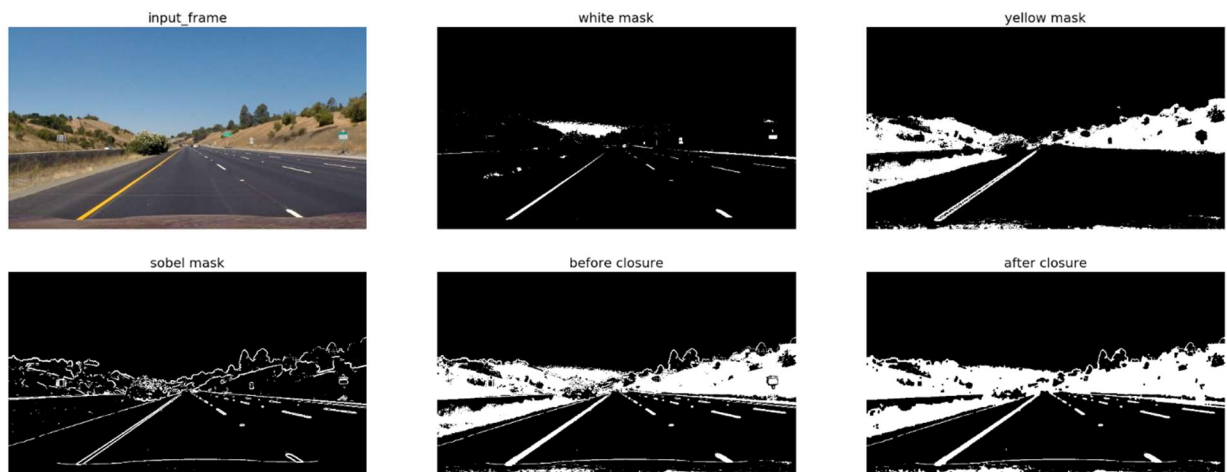 input_frame
white mask
yellow mask
sobel mask
before closure
after closure